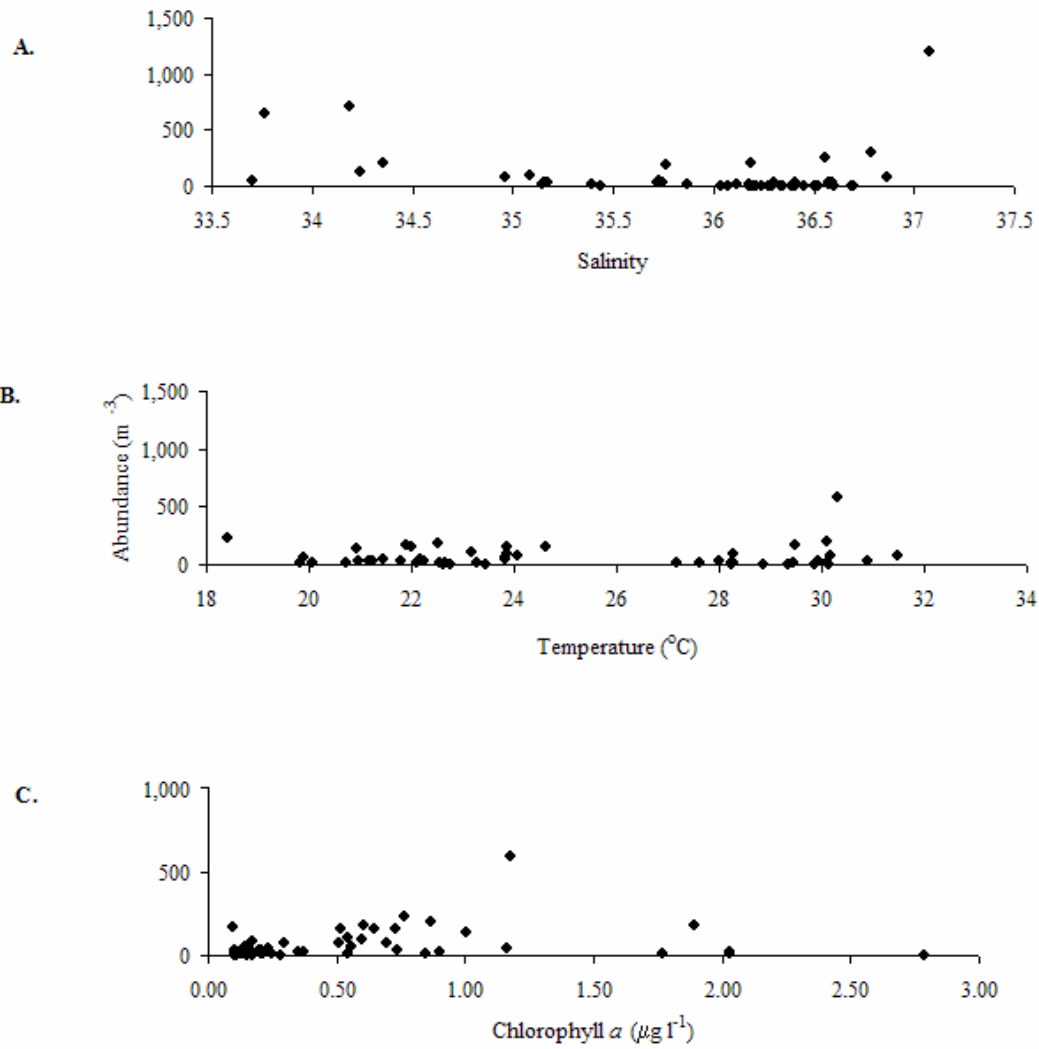 A.
1,500
1,000
500
0
33.5 34 34.5 35 35.5 36 36.5 37 37.5
Salinity
B.
Abundance (m⁻³)
1,500
1,000
500
0
18 20 22 24 26 28 30 32 34
Temperature (°C)
C.
1,000
500
0
0.00 0.50 1.00 1.50 2.00 2.50 3.00
Chlorophyll a (μg l⁻¹)